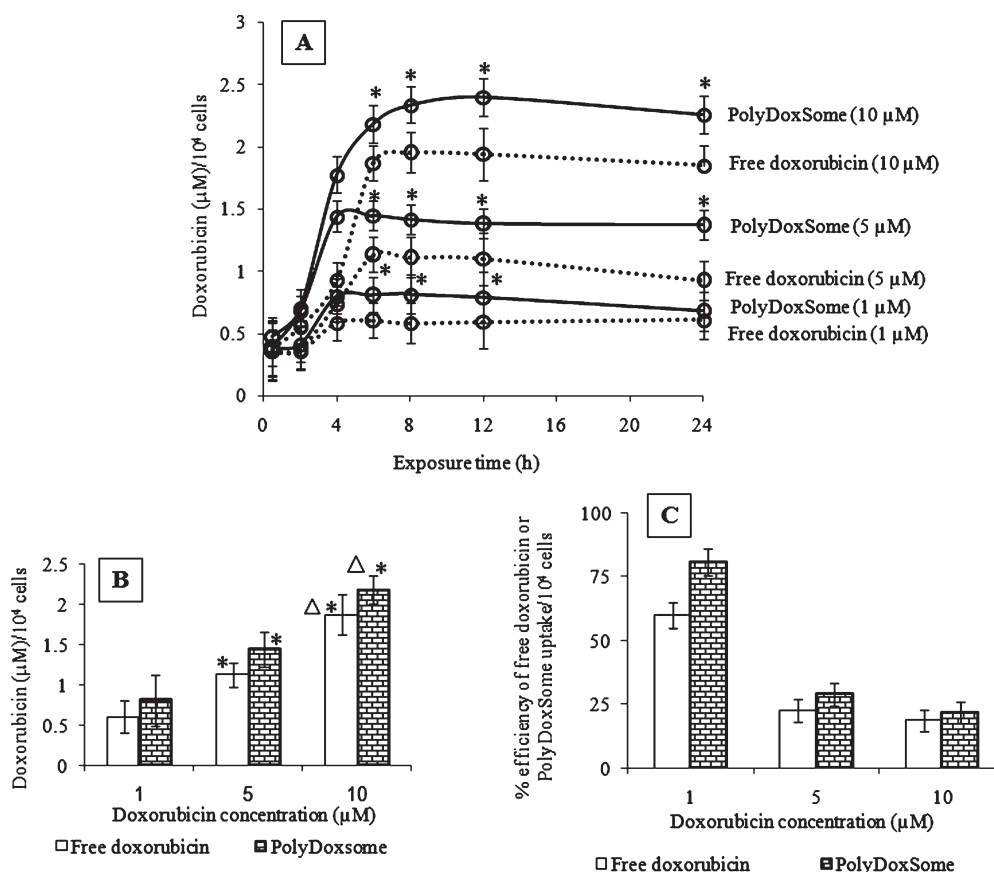 A
3
2.5
2
1.5
1
0.5
0
Doxorubicin (µM)/10⁴ cells
* * * *
PolyDoxSome (10 µM)
Free doxorubicin (10 µM)
* * * *
PolyDoxSome (5 µM)
Free doxorubicin (5 µM)
* * *
PolyDoxSome (1 µM)
Free doxorubicin (1 µM)
0 4 8 12 16 20 24
Exposure time (h)
B
2.5
2
1.5
1
0.5
0
Doxorubicin (µM)/10⁴ cells
Δ *
Δ *
* *
1 5 10
Doxorubicin concentration (µM)
Free doxorubicin PolyDoxsome
C
100
75
50
25
0
% efficiency of free doxorubicin or
Poly DoxSome uptake/10⁴ cells
1 5 10
Doxorubicin concentration (µM)
Free doxorubicin PolyDoxSome